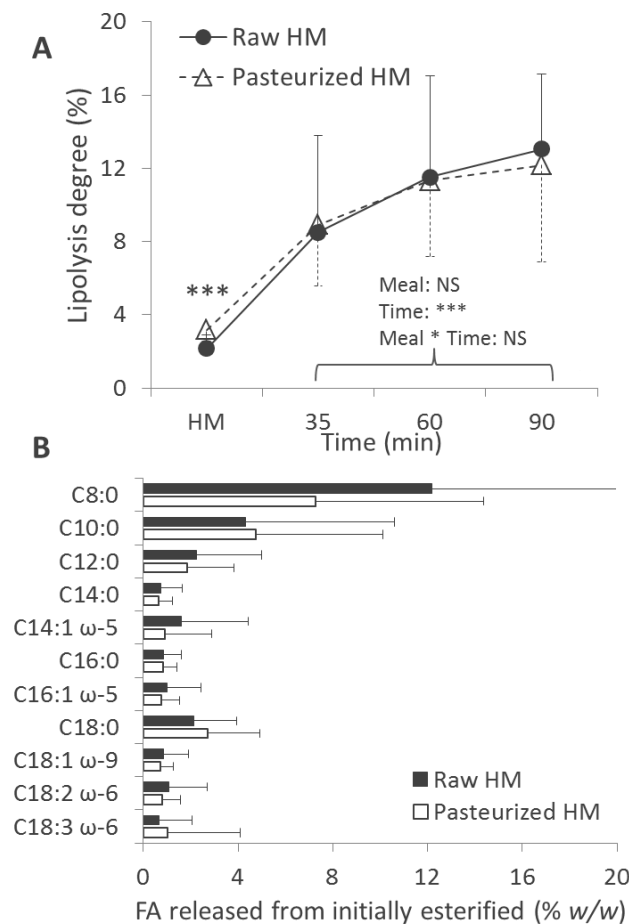 A
Raw HM
Pasteurized HM
Lipolysis degree (%)
20
16
12
8
4
0
***
Meal: NS
Time: ***
Meal * Time: NS
HM 35 60 90
Time (min)
B
C8:0
C10:0
C12:0
C14:0
C14:1 ω-5
C16:0
C16:1 ω-5
C18:0
C18:1 ω-9
C18:2 ω-6
C18:3 ω-6
Raw HM
Pasteurized HM
0 4 8 12 16 20
FA released from initially esterified (% w/w)